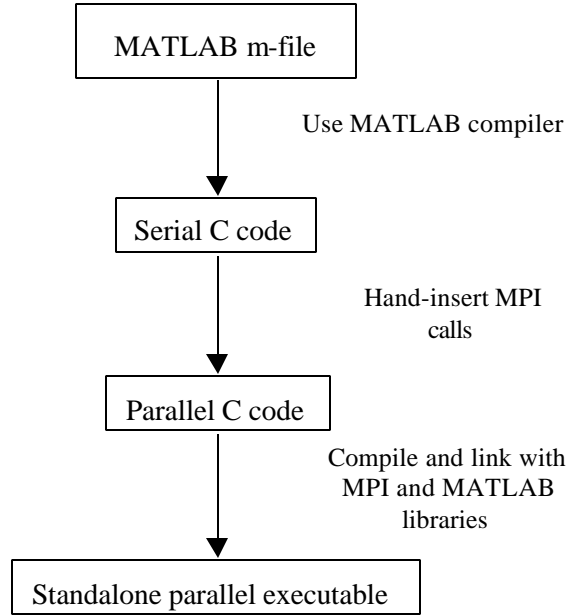 MATLAB m-file
Use MATLAB compiler
Serial C code
Hand-insert MPI
calls
Parallel C code
Compile and link with
MPI and MATLAB
libraries
Standalone parallel executable